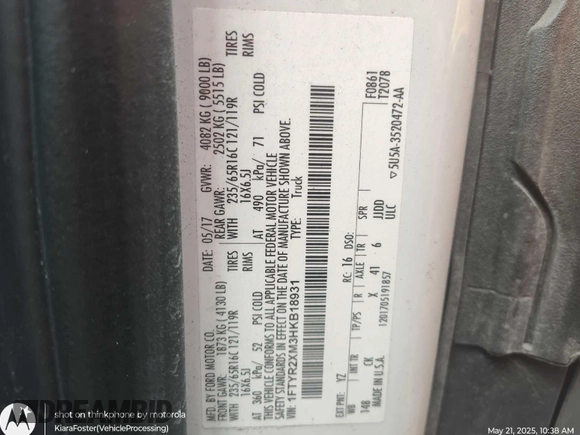 MFD. BY FORD MOTOR CO.
DATE: 05/17 GVWR: 4082 KG ( 9000 LB)
FRONT GAWR: 1873 KG ( 4130 LB) REAR GAWR: 2502 KG ( 5515 LB)
WITH 235/65R16C 121/119R TIRES WITH 235/65R16C 121/119R TIRES
16X6.5J RIMS 16X6.5J RIMS
AT 360 kPa/ 52 PSI COLD AT 490 kPa/ 71 PSI COLD
THIS VEHICLE CONFORMS TO ALL APPLICABLE FEDERAL MOTOR VEHICLE
SAFETY STANDARDS IN EFFECT ON THE DATE OF MANUFACTURE SHOWN ABOVE.
VIN: 1FTYR2XM3HKB18931
TYPE: Truck
EXT PNT: YZ RC: 16 DSO: F0861
T2078
WB INT TR TP/PS R AXLE TR SPR
148 CK X 41 6 JJDD
MADE IN U.S.A. ULC
1201705191857
▽5U5A-3520472-AA
DREAMBID
shot on thinkphone by motorola
KiaraFoster(VehicleProcessing)
May 21, 2025, 10:38 AM